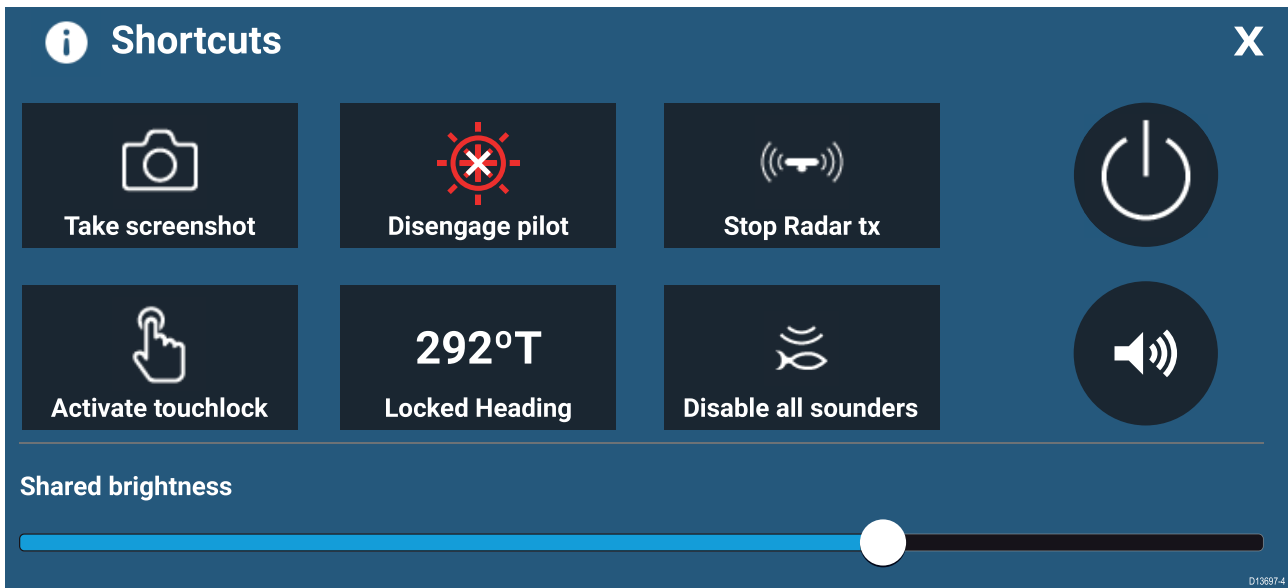 Shortcuts
X
Take screenshot
Disengage pilot
Stop Radar tx
292ºT
Activate touchlock
Locked Heading
Disable all sounders
Shared brightness
D13697-4